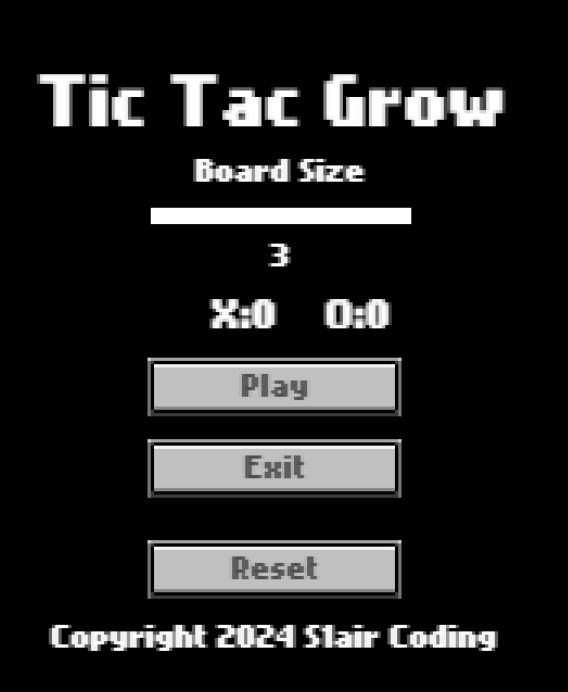 Tic Tac Grow
Board Size
3
X:0 O:0
Play
Exit
Reset
Copyright 2024 Slair Coding